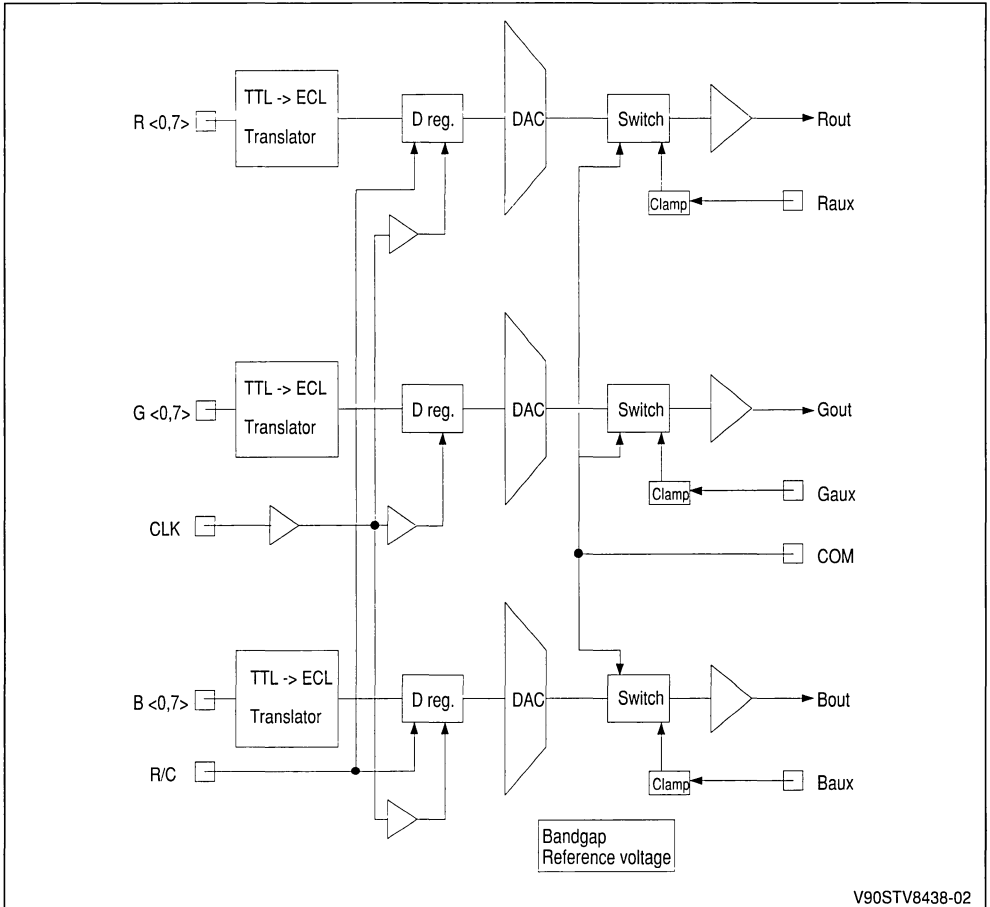 TTL -> ECL
Translator
R <0,7>
D reg.
DAC
Switch
Rout
Clamp
Raux
TTL -> ECL
Translator
G <0,7>
D reg.
DAC
Switch
Gout
Clamp
Gaux
CLK
COM
TTL -> ECL
Translator
B <0,7>
D reg.
DAC
Switch
Bout
R/C
Clamp
Baux
Bandgap
Reference voltage
V90STV8438-02